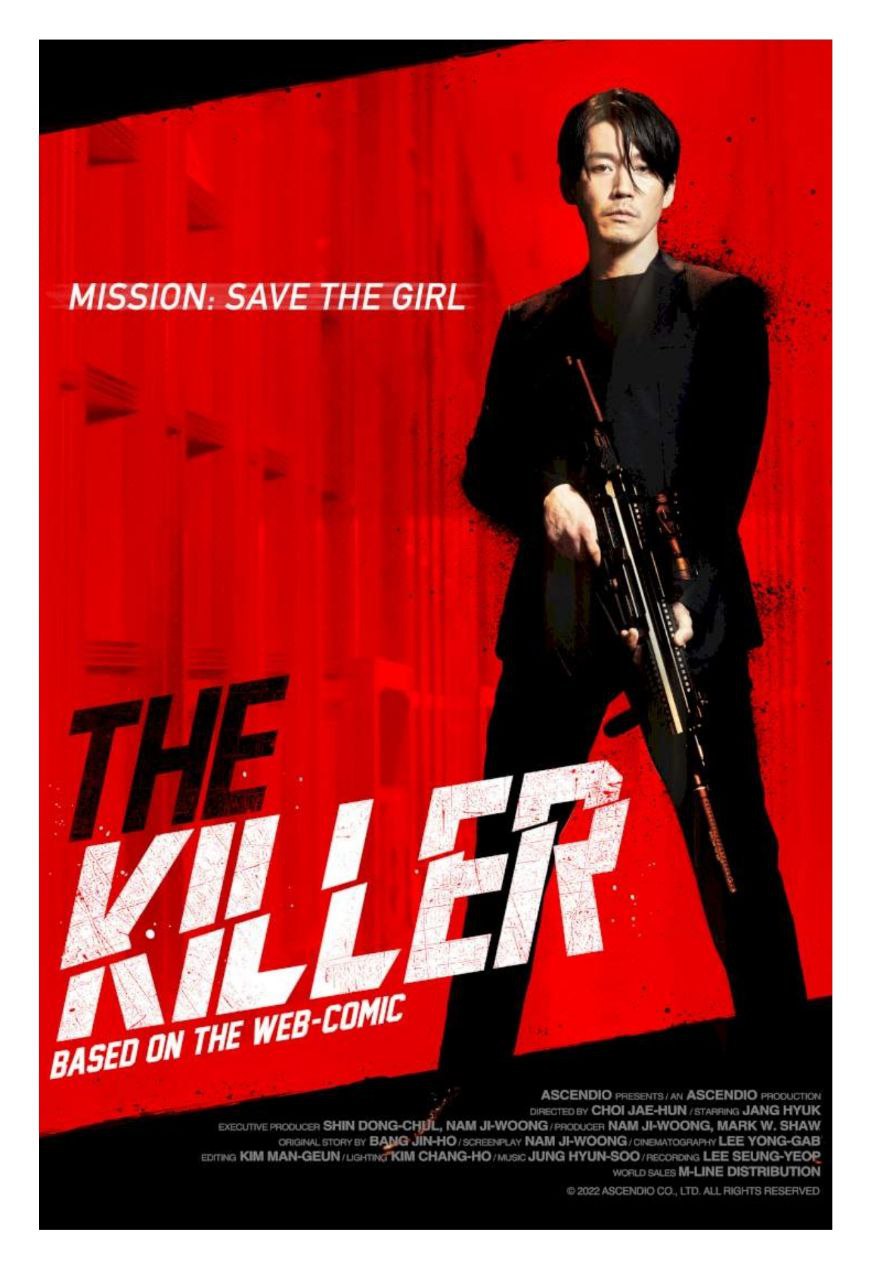 MISSION: SAVE THE GIRL
THE
KILLER
BASED ON THE WEB-COMIC
ASCENDIO PRESENTS / AN ASCENDIO PRODUCTION
DIRECTED BY CHOI JAE-HUN / STARRING JANG HYUK
EXECUTIVE PRODUCER SHIN DONG-CHUL, NAM JI-WOONG / PRODUCER NAM JI-WOONG, MARK W. SHAW
ORIGINAL STORY BY BANG JIN-HO / SCREENPLAY NAM JI-WOONG / CINEMATOGRAPHY LEE YONG-GAB
EDITING KIM MAN-GEUN / LIGHTING KIM CHANG-HO / MUSIC JUNG HYUN-SOO / RECORDING LEE SEUNG-YEOP
WORLD SALES M-LINE DISTRIBUTION
© 2022 ASCENDIO CO., LTD. ALL RIGHTS RESERVED